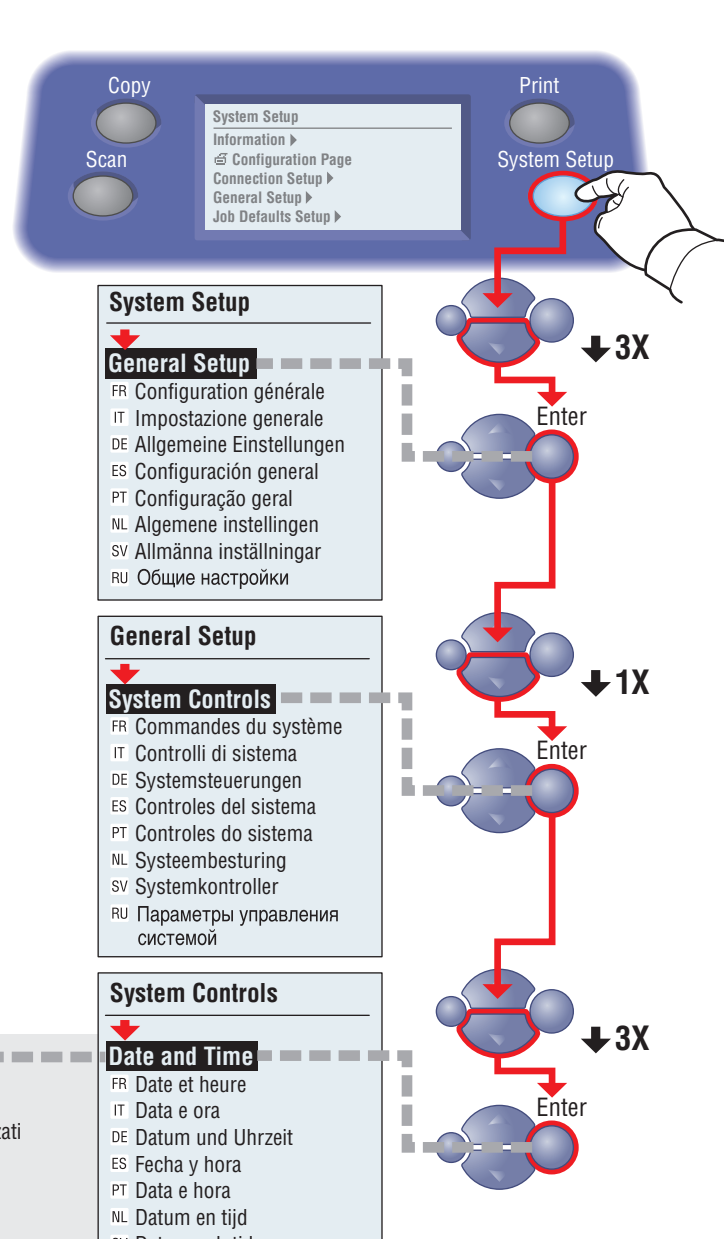 Copy
Print
Scan
System Setup
System Setup
Information
Configuration Page
Connection Setup
General Setup
Job Defaults Setup
System Setup
General Setup
FR Configuration générale
IT Impostazione generale
DE Allgemeine Einstellungen
ES Configuración general
PT Configuração geral
NL Algemene instellingen
SV Allmänna inställningar
RU Общие настройки
3X
Enter
General Setup
System Controls
FR Commandes du système
IT Controlli di sistema
DE Systemsteuerungen
ES Controles del sistema
PT Controles do sistema
NL Systeembesturing
SV Systemkontroller
RU Параметры управления
системой
1X
Enter
System Controls
Date and Time
FR Date et heure
IT Data e ora
DE Datum und Uhrzeit
ES Fecha y hora
PT Data e hora
NL Datum en tijd
3X
Enter